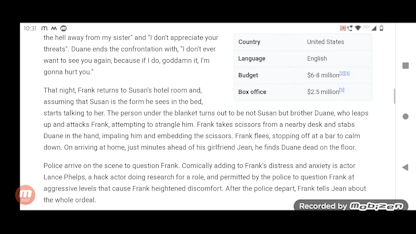 10:31
the hell away from my sister" and "I don't appreciate your
threats". Duane ends the confrontation with, "I don't ever
want to see you again, because if I do, goddamn it, I'm
gonna hurt you."
Country United States
Language English
Budget $6-8 million
Box office $2.5 million
That night, Frank returns to Susan's hotel room and,
assuming that Susan is the form he sees in the bed,
starts talking to her. The person under the blanket turns out to be not Susan but brother Duane, who leaps
up and attacks Frank, attempting to strangle him. Frank takes scissors from a nearby desk and stabs
Duane in the hand, impaling him and embedding the scissors. Frank flees, stopping off at a bar to calm
down. On arriving at home, just minutes ahead of his girlfriend Jean, he finds Duane dead on the floor.
Police arrive on the scene to question Frank. Comically adding to Frank's distress and anxiety is actor
Lance Phelps, a hack actor doing research for a role, and permitted by the police to question Frank at
aggressive levels that cause Frank heightened discomfort. After the police depart, Frank tells Jean about
the whole ordeal.
Recorded by Mobizen